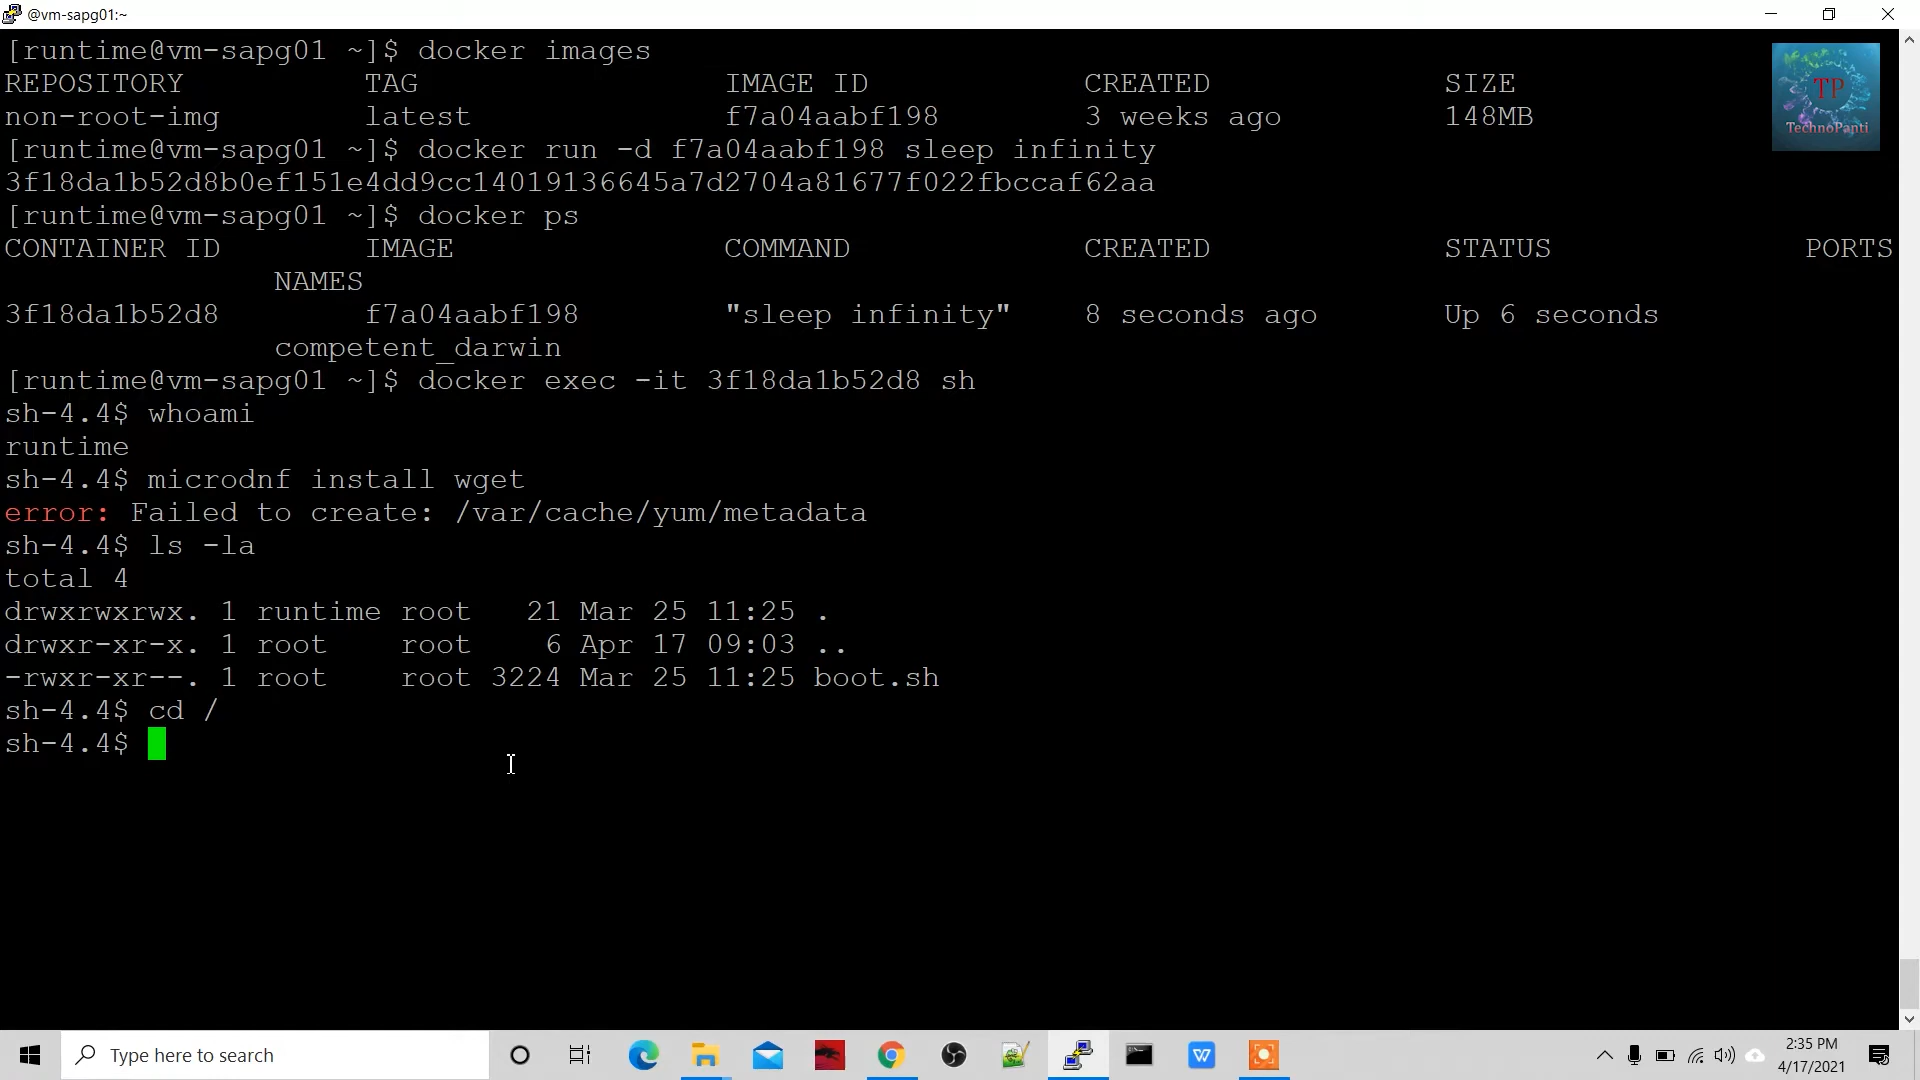 @vm-sapg01:~
[runtime@vm-sapg01 ~]$ docker images
REPOSITORY TAG IMAGE ID CREATED SIZE
non-root-img latest f7a04aabf198 3 weeks ago 148MB
[runtime@vm-sapg01 ~]$ docker run -d f7a04aabf198 sleep infinity
3f18da1b52d8b0ef151e4dd9cc14019136645a7d2704a81677f022fbccaf62aa
[runtime@vm-sapg01 ~]$ docker ps
CONTAINER ID IMAGE COMMAND CREATED STATUS PORTS
NAMES
3f18da1b52d8 f7a04aabf198 "sleep infinity" 8 seconds ago Up 6 seconds
competent_darwin
[runtime@vm-sapg01 ~]$ docker exec -it 3f18da1b52d8 sh
sh-4.4$ whoami
runtime
sh-4.4$ microdnf install wget
error: Failed to create: /var/cache/yum/metadata
sh-4.4$ ls -la
total 4
drwxrwxrwx. 1 runtime root 21 Mar 25 11:25 .
drwxr-xr-x. 1 root root 6 Apr 17 09:03 ..
-rwxr-xr--. 1 root root 3224 Mar 25 11:25 boot.sh
sh-4.4$ cd /
sh-4.4$
TP
TechnoPanti
Type here to search
W
2:35 PM
4/17/2021